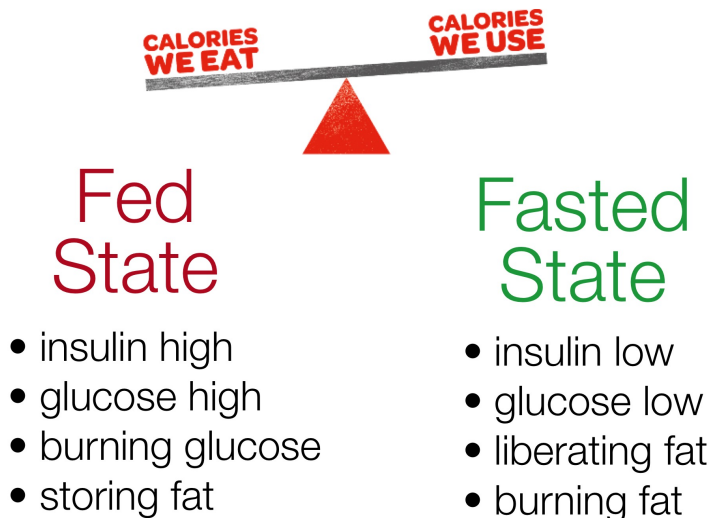 CALORIES
WE EAT
CALORIES
WE USE
Fed
State
• insulin high
• glucose high
• burning glucose
• storing fat
Fasted
State
• insulin low
• glucose low
• liberating fat
• burning fat